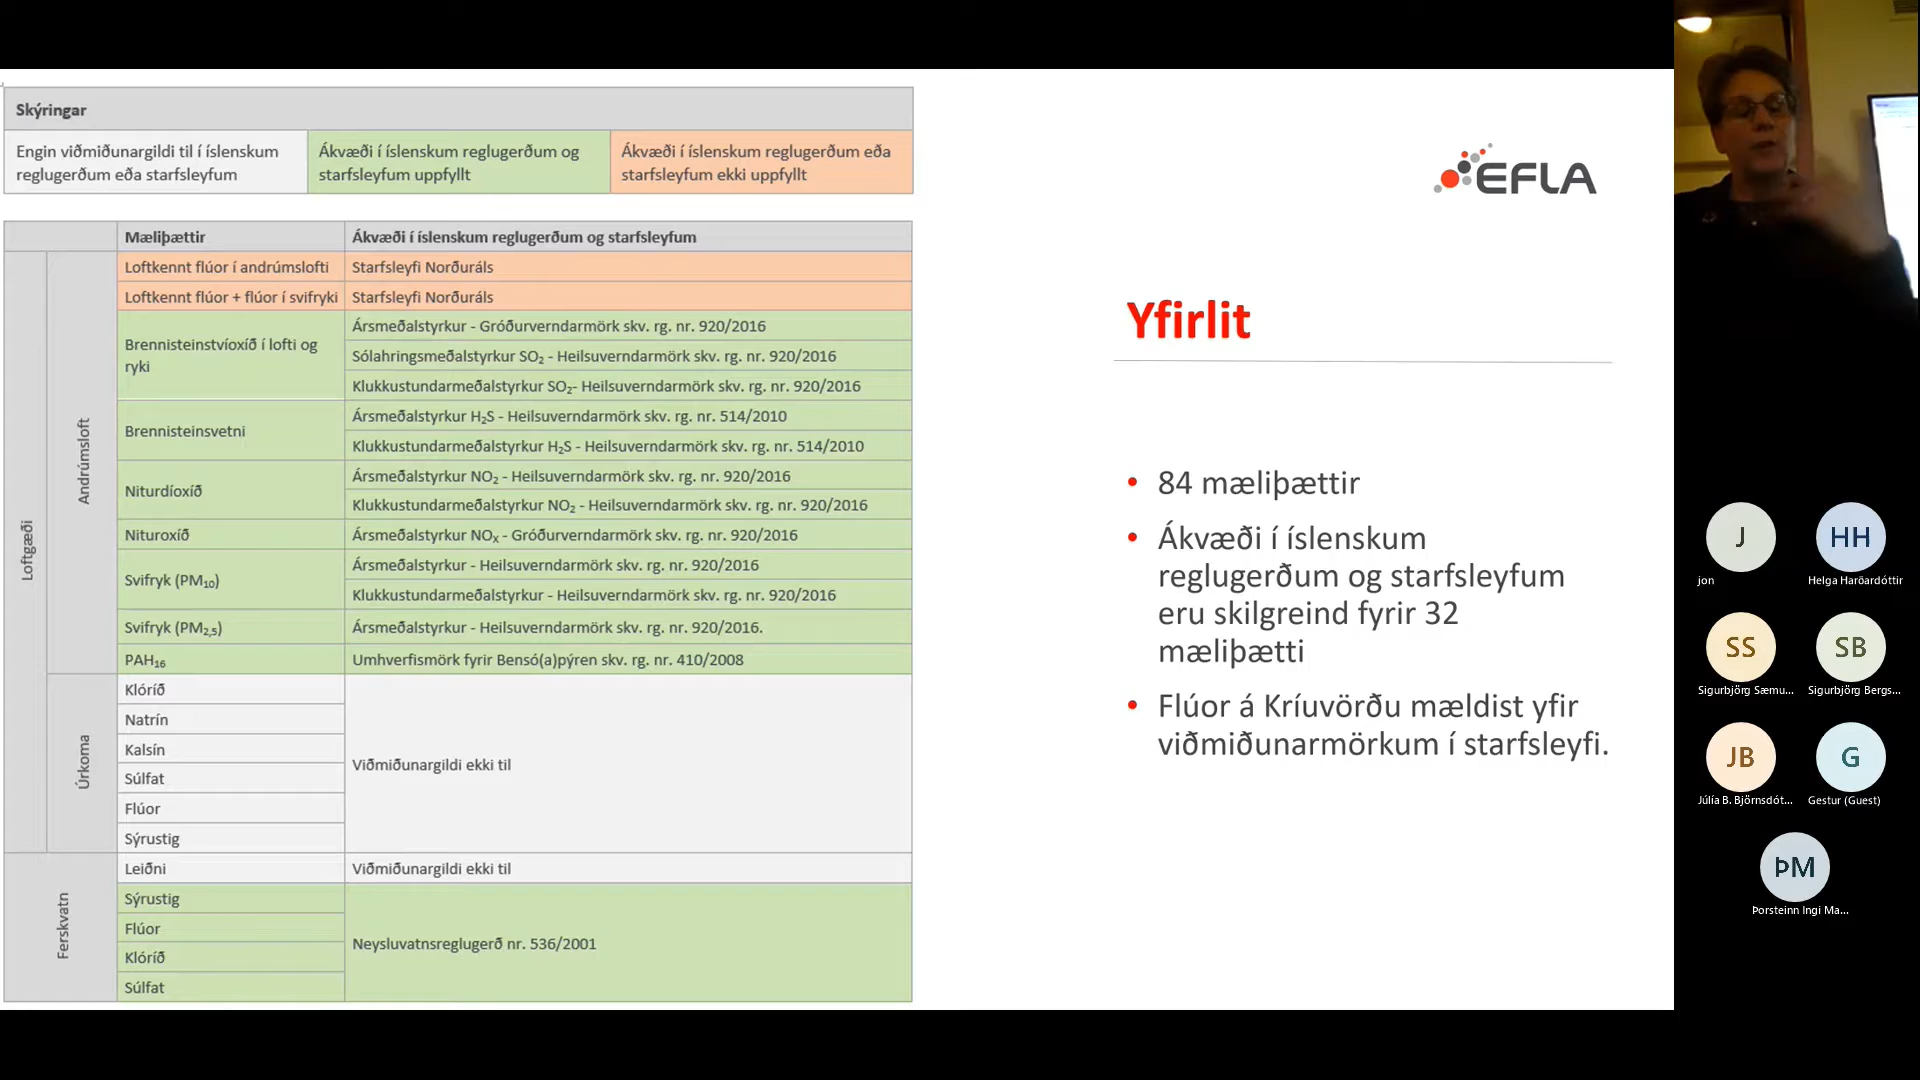 Skýringar
Engin viðmiðunargildi til í íslenskum
reglugerðum eða starfsleyfum
Ákvæði í íslenskum reglugerðum og
starfsleyfum uppfyllt
Ákvæði í íslenskum reglugerðum eða
starfsleyfum ekki uppfyllt
Mæliþættir
Ákvæði í íslenskum reglugerðum og starfsleyfum
Loftgæði
Andrúmsloft
Loftkennt flúor í andrúmslofti
Starfsleyfi Norðuráls
Loftkennt flúor + flúor í svifryki
Starfsleyfi Norðuráls
Brennisteinstvíoxíð í lofti og
ryki
Ársmeðalstyrkur - Gróðurverndarmörk skv. rg. nr. 920/2016
Sólahringsmeðalstyrkur SO₂ - Heilsuverndarmörk skv. rg. nr. 920/2016
Klukkustundarmeðalstyrkur SO₂- Heilsuverndarmörk skv. rg. nr. 920/2016
Brennisteinsvetni
Ársmeðalstyrkur H₂S - Heilsuverndarmörk skv. rg. nr. 514/2010
Klukkustundarmeðalstyrkur H₂S - Heilsuverndarmörk skv. rg. nr. 514/2010
Niturdíoxíð
Ársmeðalstyrkur NO₂ - Heilsuverndarmörk skv. rg. nr. 920/2016
Klukkustundarmeðalstyrkur NO₂ - Heilsuverndarmörk skv. rg. nr. 920/2016
Nituroxíð
Ársmeðalstyrkur NOₓ - Gróðurverndarmörk skv. rg. nr. 920/2016
Svifryk (PM₁₀)
Ársmeðalstyrkur - Heilsuverndarmörk skv. rg. nr. 920/2016
Klukkustundarmeðalstyrkur - Heilsuverndarmörk skv. rg. nr. 920/2016
Svifryk (PM₂,₅)
Ársmeðalstyrkur - Heilsuverndarmörk skv. rg. nr. 920/2016.
PAH₁₆
Umhverfismörk fyrir Bensó(a)pýren skv. rg. nr. 410/2008
Úrkoma
Klóríð
Natrín
Kalsín
Súlfat
Flúor
Sýrustig
Viðmiðunargildi ekki til
Ferskvatn
Leiðni
Viðmiðunargildi ekki til
Sýrustig
Flúor
Klóríð
Súlfat
Neysluvatnsreglugerð nr. 536/2001
EFLA
Yfirlit
• 84 mæliþættir
• Ákvæði í íslenskum
reglugerðum og starfsleyfum
eru skilgreind fyrir 32
mæliþætti
• Flúor á Kríuvörðu mældist yfir
viðmiðunarmörkum í starfsleyfi.
J
jon
HH
Helga Harðardóttir
SS
Sigurbjörg Sæmu...
SB
Sigurbjörg Bergs...
JB
Júlía B. Björnsdót...
G
Gestur (Guest)
ÞM
Þorsteinn Ingi Ma...